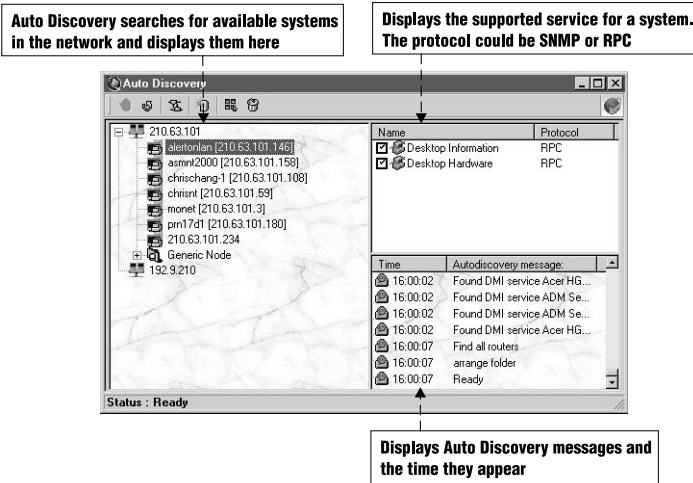 Auto Discovery searches for available systems
in the network and displays them here
Displays the supported service for a system.
The protocol could be SNMP or RPC
Auto Discovery
210.63.101
alertonlan [210.63.101.146]
asmnt2000 [210.63.101.158]
chrischang-1 [210.63.101.108]
chrisnt [210.63.101.59]
monet [210.63.101.3]
prn17d1 [210.63.101.180]
210.63.101.234
Generic Node
192.9.210
Name Protocol
Desktop Information RPC
Desktop Hardware RPC
Time Autodiscovery message:
16:00:02 Found DMI service Acer HG...
16:00:02 Found DMI service ADM Se...
16:00:02 Found DMI service ADM Se...
16:00:02 Found DMI service Acer HG...
16:00:07 Find all routers
16:00:07 arrange folder
16:00:07 Ready
Status : Ready
Displays Auto Discovery messages and
the time they appear